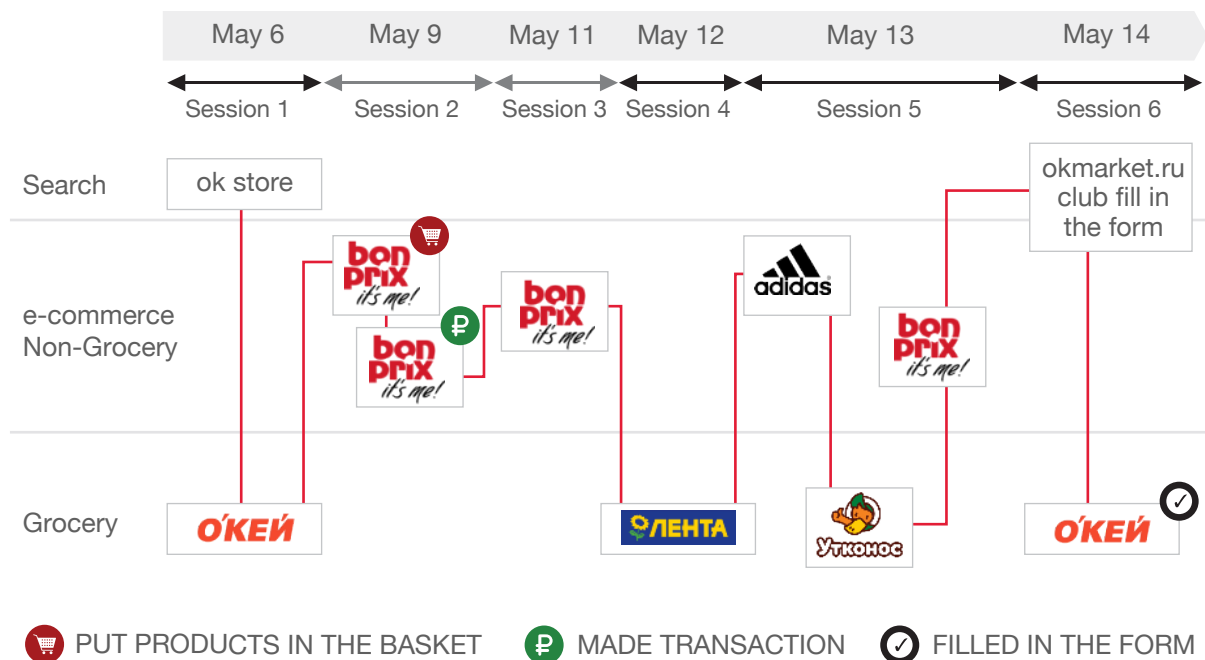 May 6
May 9
May 11
May 12
May 13
May 14
Session 1
Session 2
Session 3
Session 4
Session 5
Session 6
Search
ok store
okmarket.ru
club fill in
the form
e-commerce
Non-Grocery
bon
prix
it's me!
bon
prix
it's me!
bon
prix
it's me!
adidas
bon
prix
it's me!
Grocery
О'КЕЙ
ЛЕНТА
Утконос
О'КЕЙ
PUT PRODUCTS IN THE BASKET
₽ MADE TRANSACTION
FILLED IN THE FORM